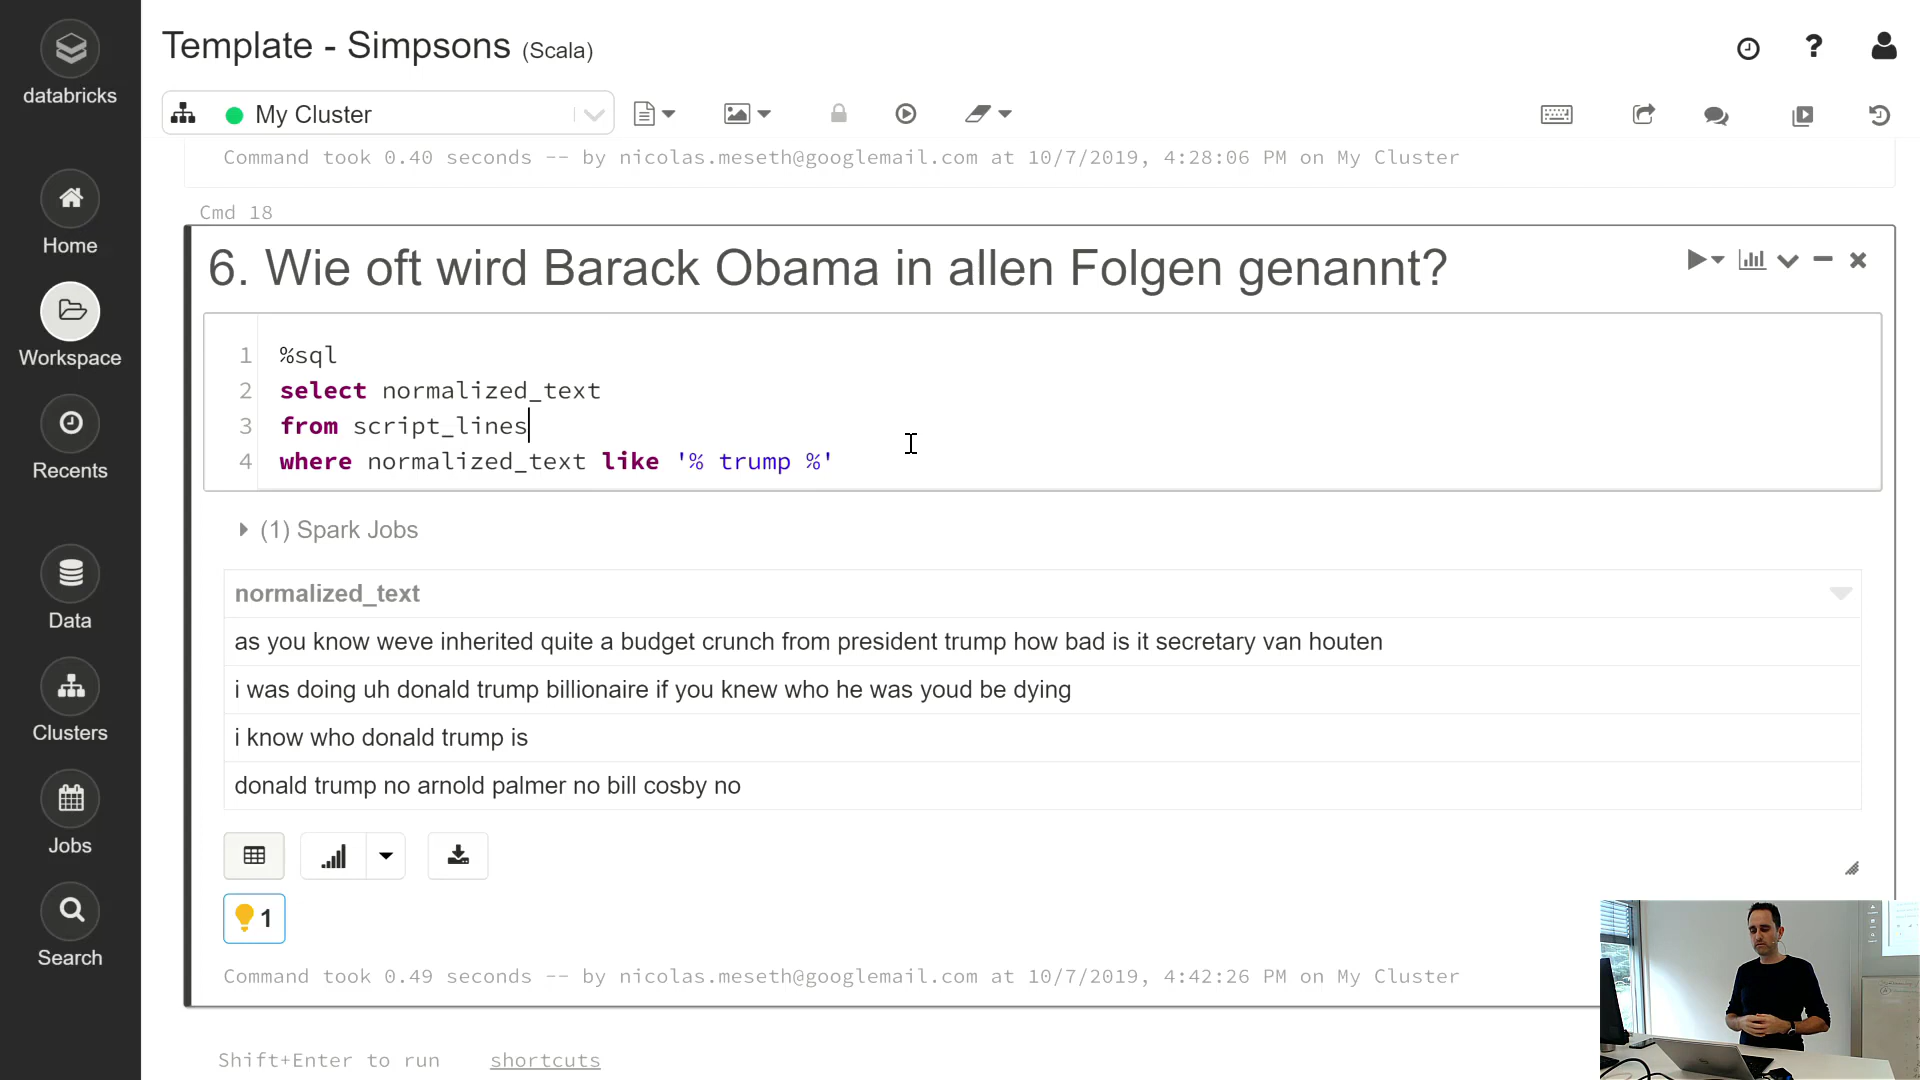 databricks
Template - Simpsons (Scala)
?
My Cluster
Command took 0.40 seconds -- by nicolas.meseth@googlemail.com at 10/7/2019, 4:28:06 PM on My Cluster
Cmd 18
Home
6. Wie oft wird Barack Obama in allen Folgen genannt?
Workspace
1 %sql
2 select normalized_text
3 from script_lines
4 where normalized_text like '% trump %'
Recents
(1) Spark Jobs
Data
normalized_text
as you know weve inherited quite a budget crunch from president trump how bad is it secretary van houten
i was doing uh donald trump billionaire if you knew who he was youd be dying
Clusters
i know who donald trump is
donald trump no arnold palmer no bill cosby no
Jobs
1
Search
Command took 0.49 seconds -- by nicolas.meseth@googlemail.com at 10/7/2019, 4:42:26 PM on My Cluster
Shift+Enter to run shortcuts